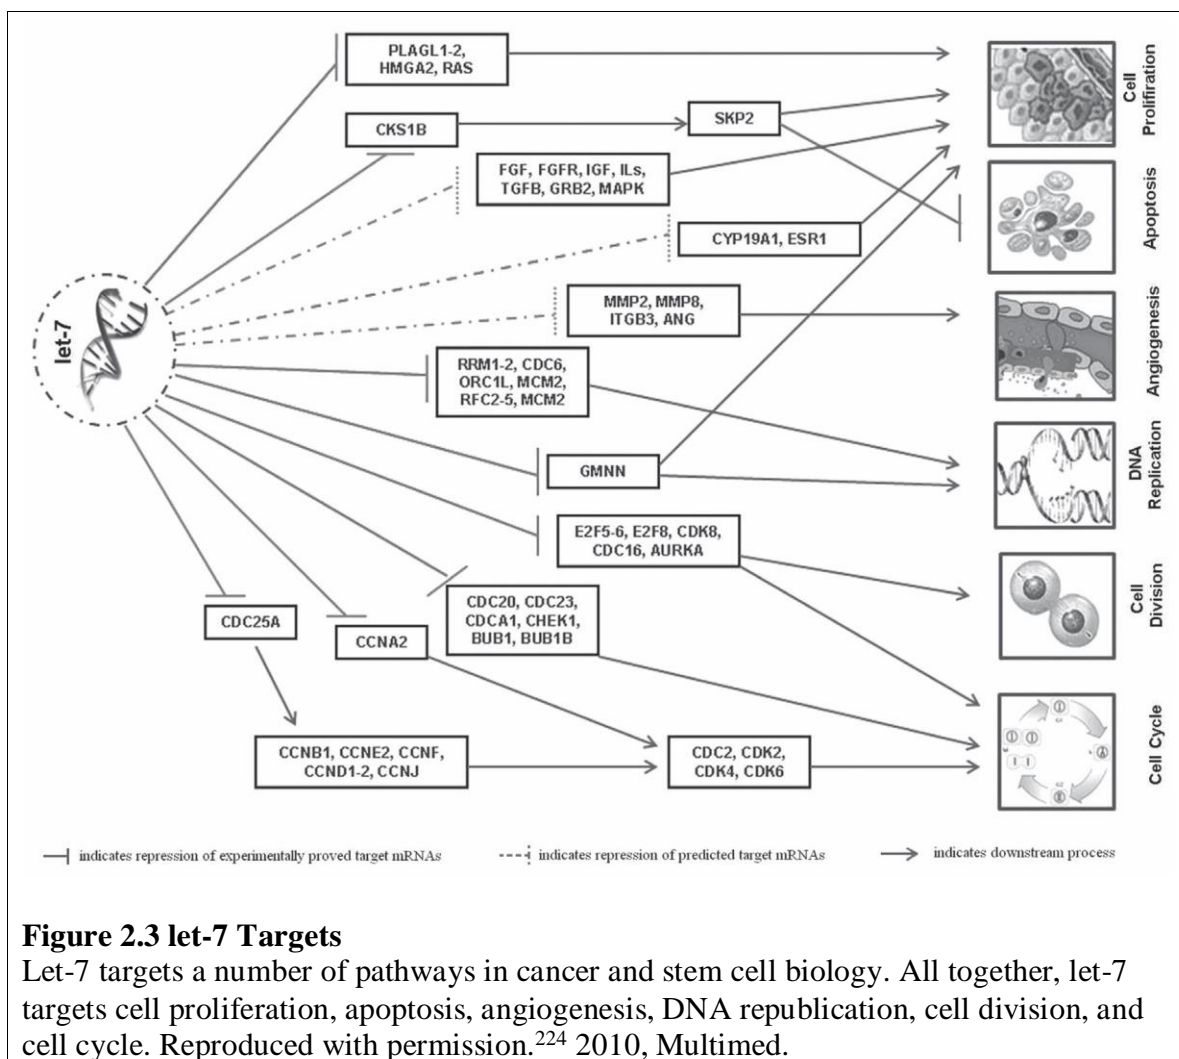 PLAGL1-2,
HMGA2, RAS
CKS1B
SKP2
FGF, FGFR, IGF, ILs,
TGFB, GRB2, MAPK
CYP19A1, ESR1
MMP2, MMP8,
ITGB3, ANG
RRM1-2, CDC6,
ORC1L, MCM2,
RFC2-5, MCM2
GMNN
E2F5-6, E2F8, CDK8,
CDC16, AURKA
CDC20, CDC23,
CDCA1, CHEK1,
BUB1, BUB1B
CDC25A
CCNA2
CCNB1, CCNE2, CCNF,
CCND1-2, CCNJ
CDC2, CDK2,
CDK4, CDK6
let-7
Cell
Prolifiration
Apoptosis
Angiogenesis
DNA
Replication
Cell
Division
Cell Cycle
indicates repression of experimentally proved target mRNAs
indicates repression of predicted target mRNAs
indicates downstream process
Figure 2.3 let-7 Targets
Let-7 targets a number of pathways in cancer and stem cell biology. All together, let-7
targets cell proliferation, apoptosis, angiogenesis, DNA republication, cell division, and
cell cycle. Reproduced with permission.224 2010, Multimed.